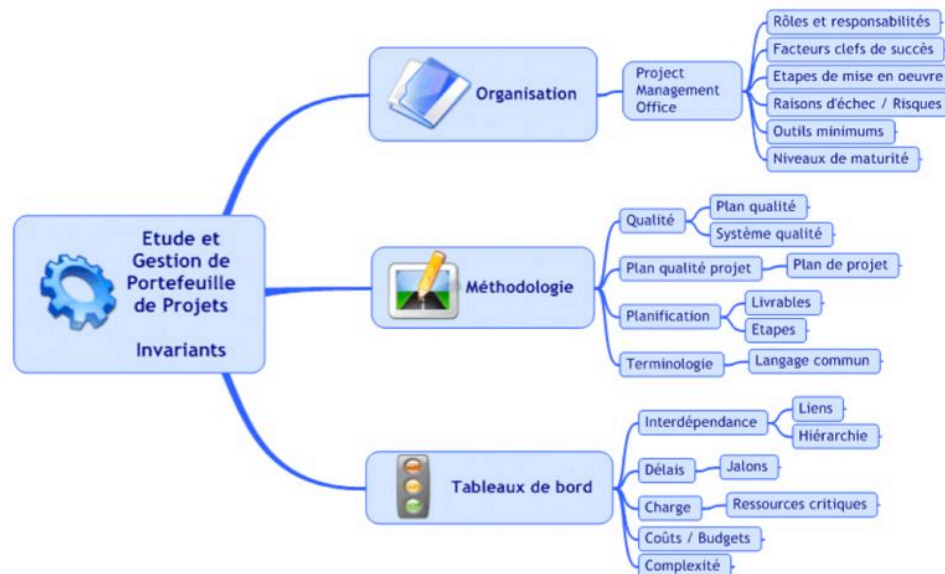 Etude et
Gestion de
Portefeuille
de Projets
Invariants
Organisation
Project
Management
Office
Rôles et responsabilités
Facteurs clefs de succès
Etapes de mise en oeuvre
Raisons d'échec / Risques
Outils minimums
Niveaux de maturité
Méthodologie
Qualité
Plan qualité
Système qualité
Plan qualité projet
Plan de projet
Planification
Livrables
Etapes
Terminologie
Langage commun
Tableaux de bord
Interdépendance
Liens
Hiérarchie
Délais
Jalons
Charge
Ressources critiques
Coûts / Budgets
Complexité